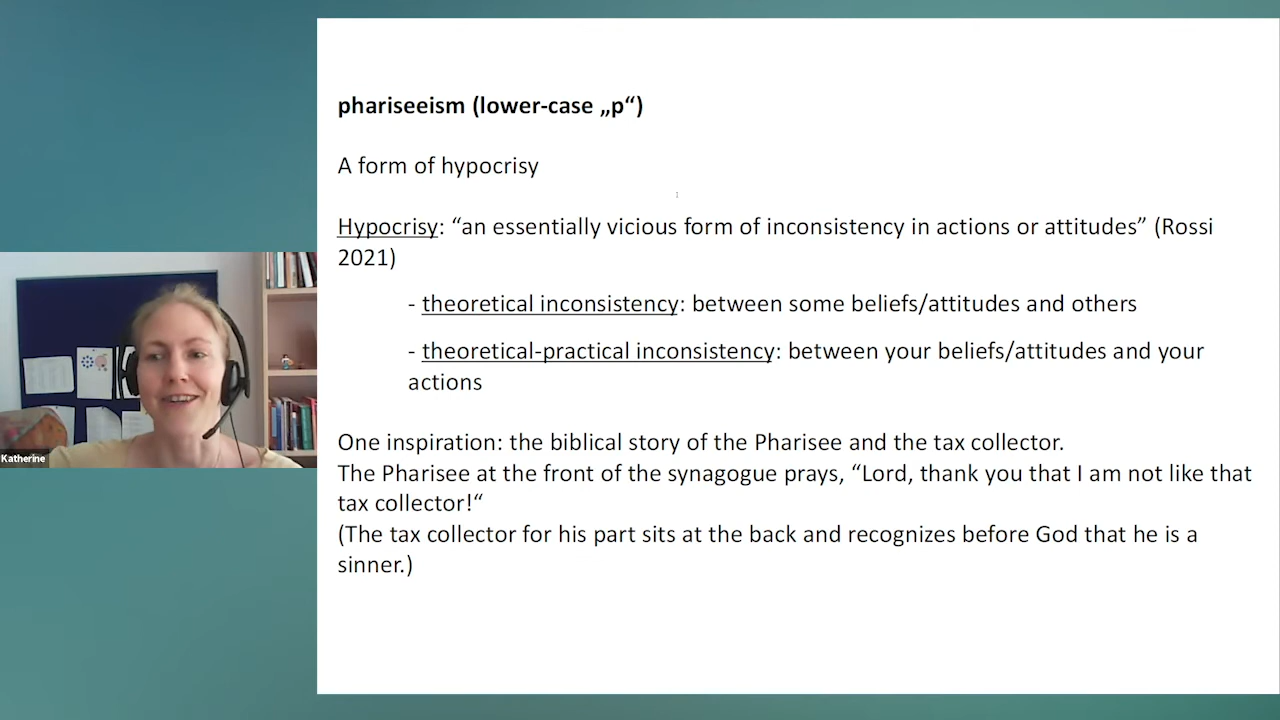 phariseeism (lower-case „p“)
A form of hypocrisy
Hypocrisy: “an essentially vicious form of inconsistency in actions or attitudes” (Rossi
2021)
- theoretical inconsistency: between some beliefs/attitudes and others
- theoretical-practical inconsistency: between your beliefs/attitudes and your
actions
One inspiration: the biblical story of the Pharisee and the tax collector.
The Pharisee at the front of the synagogue prays, “Lord, thank you that I am not like that
tax collector!“
(The tax collector for his part sits at the back and recognizes before God that he is a
sinner.)
Katherine